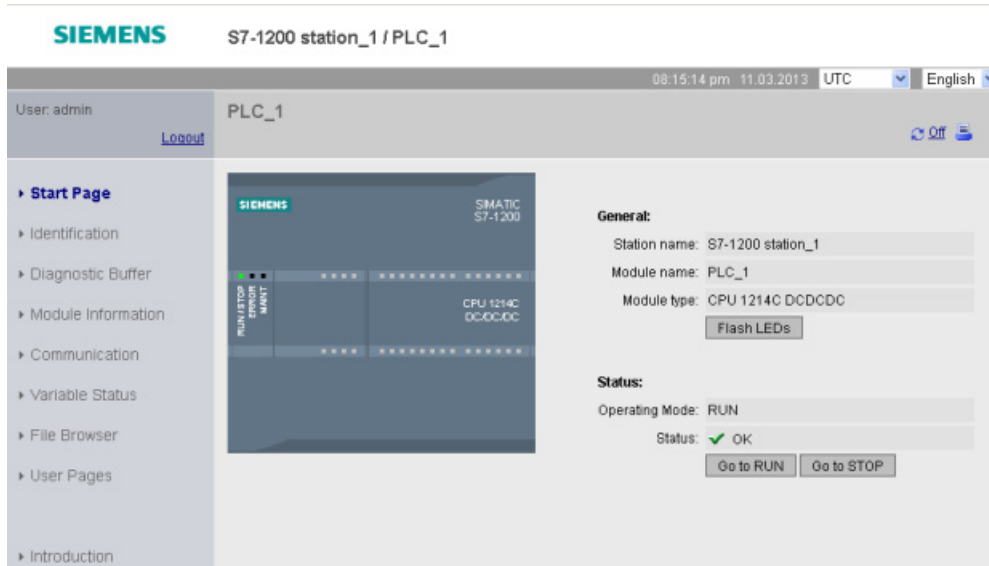 SIEMENS
S7-1200 station_1 / PLC_1
08:15:14 pm 11.03.2013 UTC English
User: admin
Logout
PLC_1
Off
Start Page
Identification
Diagnostic Buffer
Module Information
Communication
Variable Status
File Browser
User Pages
Introduction
SIEMENS
SIMATIC
S7-1200
RUN / STOP
ERROR
MAINT
CPU 1214C
DC/DC/DC
General:
Station name: S7-1200 station_1
Module name: PLC_1
Module type: CPU 1214C DCDCDC
Flash LEDs
Status:
Operating Mode: RUN
Status: OK
Go to RUN Go to STOP